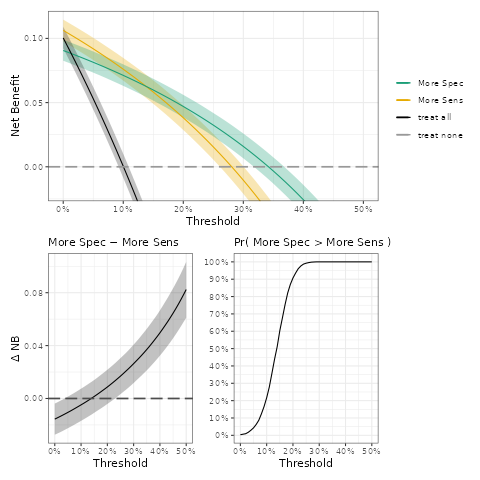 0.10
0.05
0.00
Net Benefit
0% 10% 20% 30% 40% 50%
Threshold
More Spec
More Sens
treat all
treat none
More Spec − More Sens
0.08
0.04
0.00
Δ NB
0% 10% 20% 30% 40% 50%
Threshold
Pr( More Spec > More Sens )
100%
90%
80%
70%
60%
50%
40%
30%
20%
10%
0%
0% 10% 20% 30% 40% 50%
Threshold